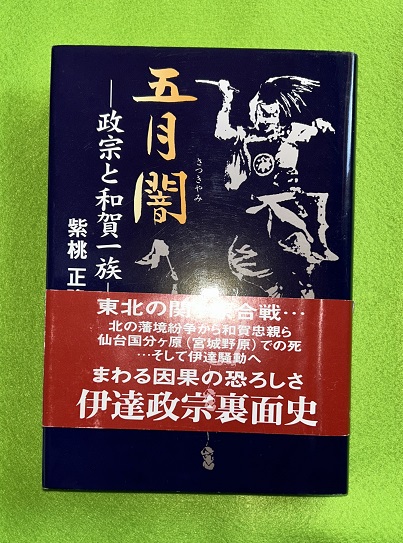 五月闇
さつきやみ
―政宗と和賀一族―
紫桃 正
東北の関ヶ原合戦…
北の藩境紛争から和賀忠親ら
仙台国分ヶ原(宮城野原)での死
…そして伊達騒動へ
まわる因果の恐ろしさ
伊達政宗裏面史